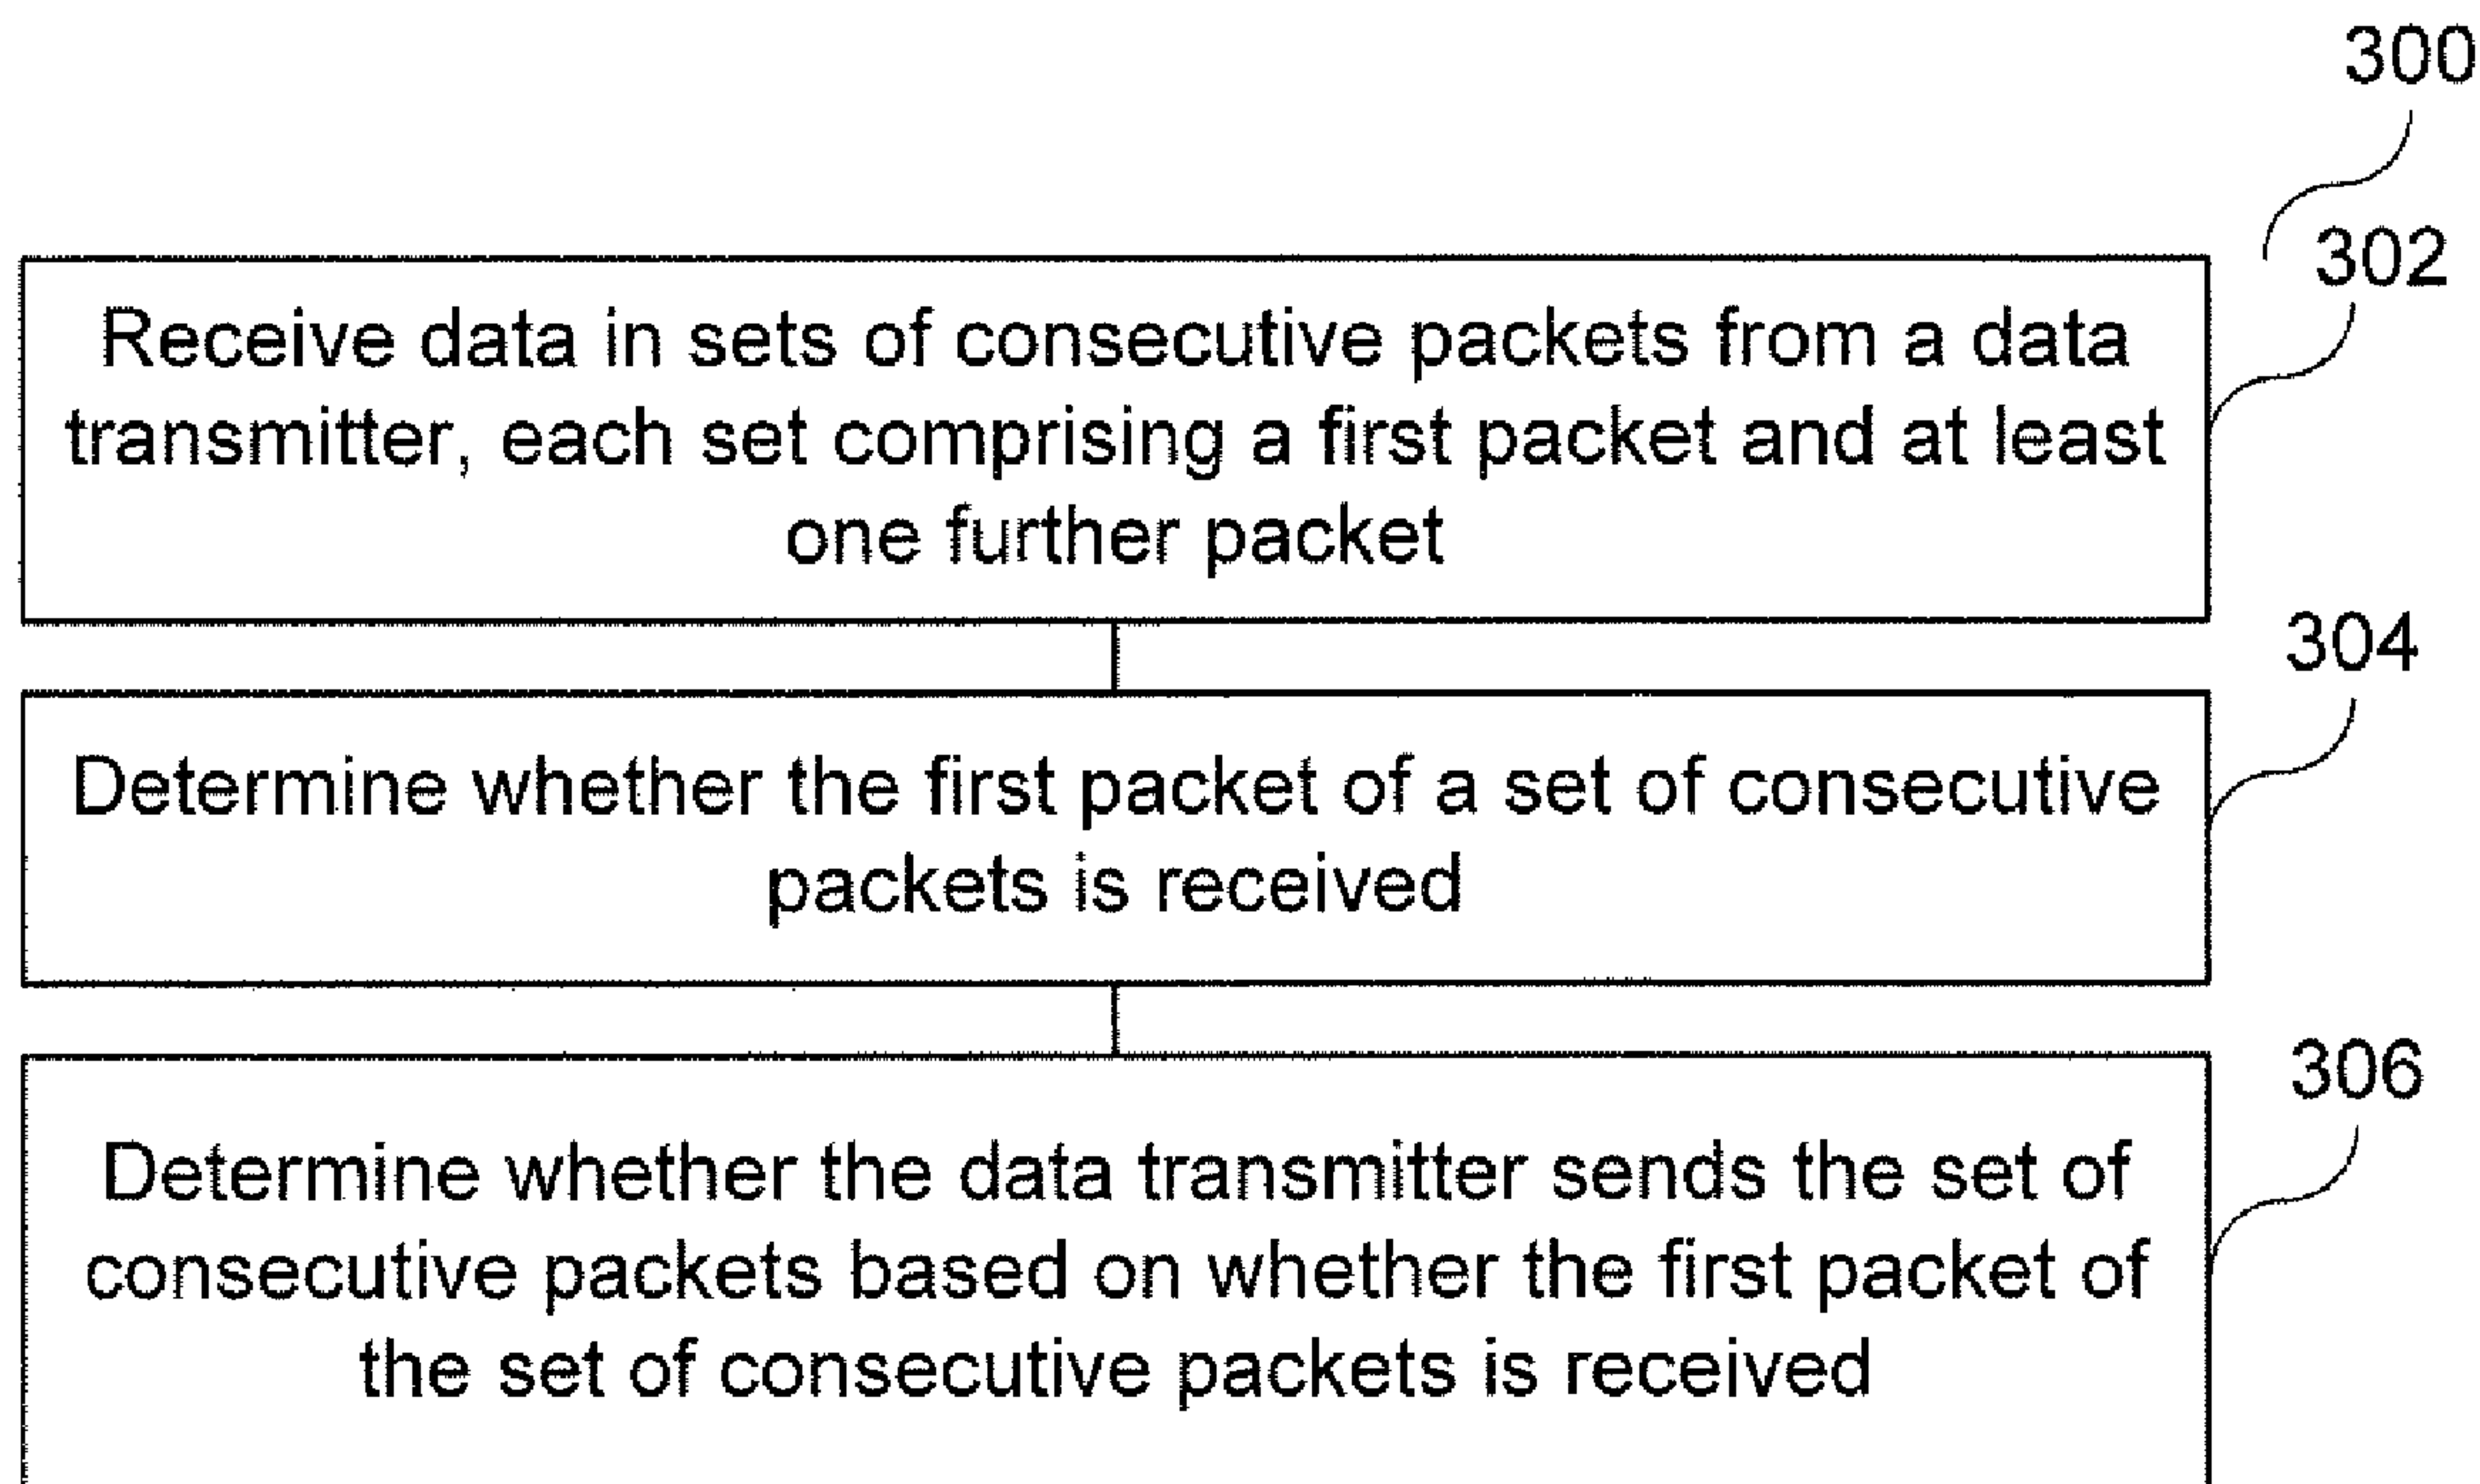 300
302
Receive data in sets of consecutive packets from a data
transmitter, each set comprising a first packet and at least
one further packet
304
Determine whether the first packet of a set of consecutive
packets is received
306
Determine whether the data transmitter sends the set of
consecutive packets based on whether the first packet of
the set of consecutive packets is received